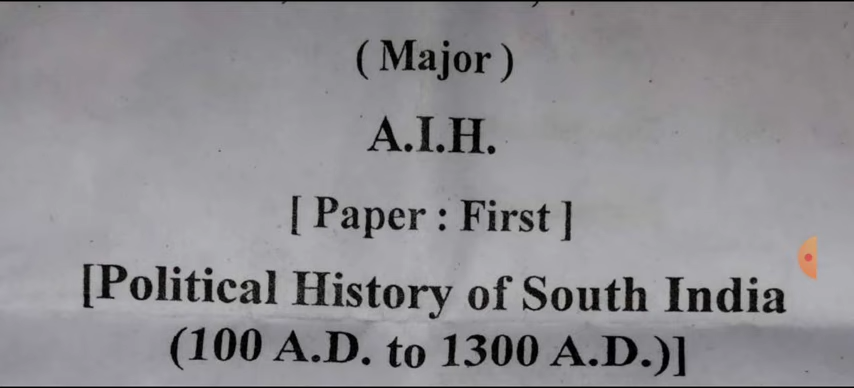 ( Major )
A.I.H.
[ Paper : First ]
[Political History of South India
(100 A.D. to 1300 A.D.)]